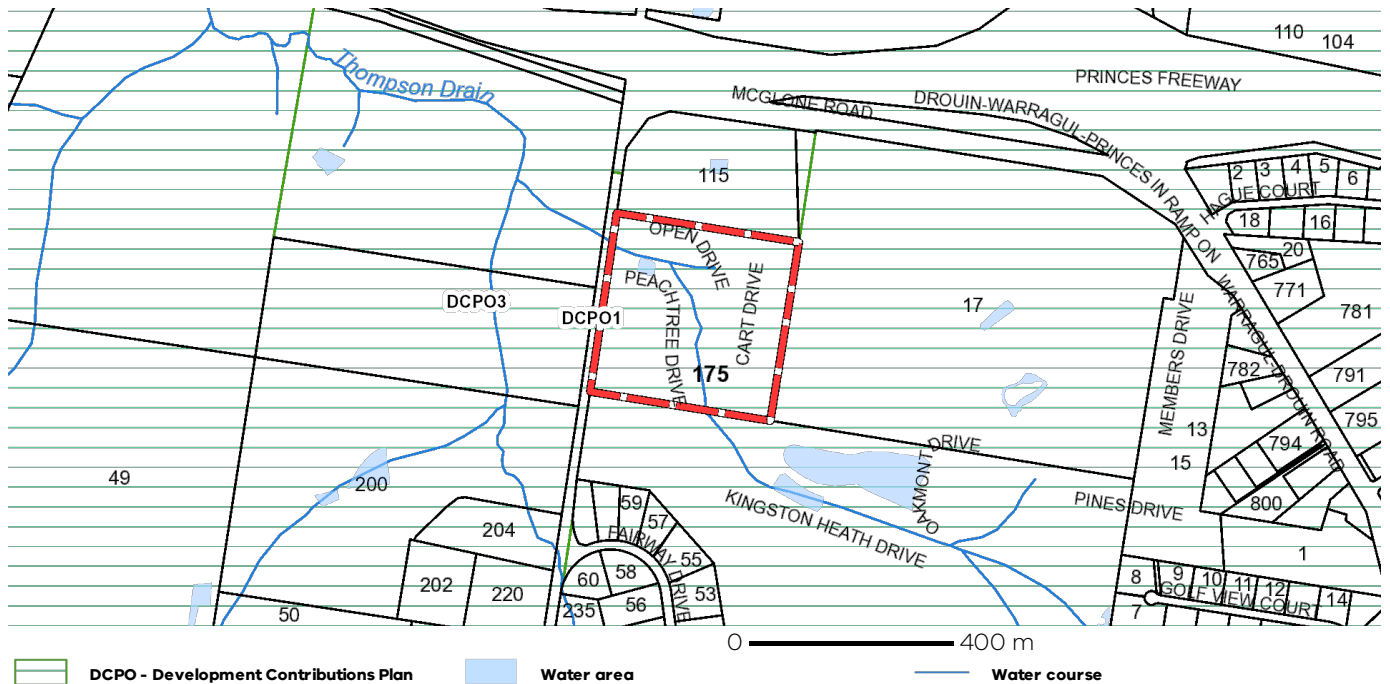 110
104
PRINCES FREEWAY
Thompson Drain
MCGLONE ROAD
DROUIN-WARRAGUL-PRINCES IN RAMP ON
115
2
3
4
5
6
HAGUE COURT
18
16
OPEN DRIVE
20
765
771
PEACHTREE DRIVE
CART DRIVE
DCPO3
DCPO1
17
781
MEMBERS DRIVE
WARRAGUL-DROUIN ROAD
175
782
791
795
13
794
15
DRIVE
49
200
OAKMONT
KINGSTON HEATH DRIVE
PINES DRIVE
800
59
57
204
FAIRWAY DRIVE
55
1
202
220
60
58
53
8
9
10
11
12
14
GOLF VIEW COURT
50
235
56
7
0 400 m
DCPO - Development Contributions Plan
Water area
Water course